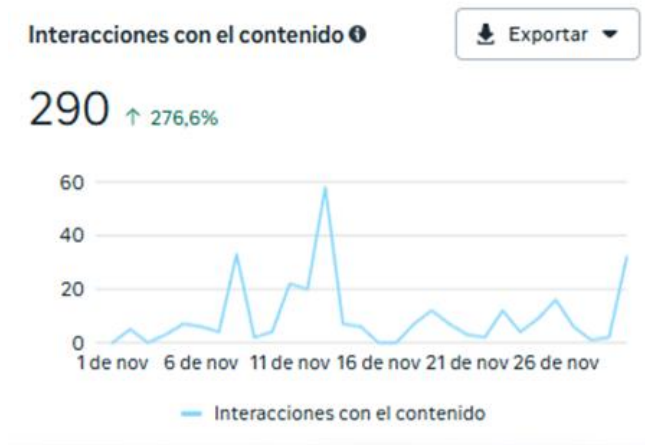 Interacciones con el contenido
Exportar
290 ↑ 276,6%
60
40
20
0
1 de nov 6 de nov 11 de nov 16 de nov 21 de nov 26 de nov
Interacciones con el contenido